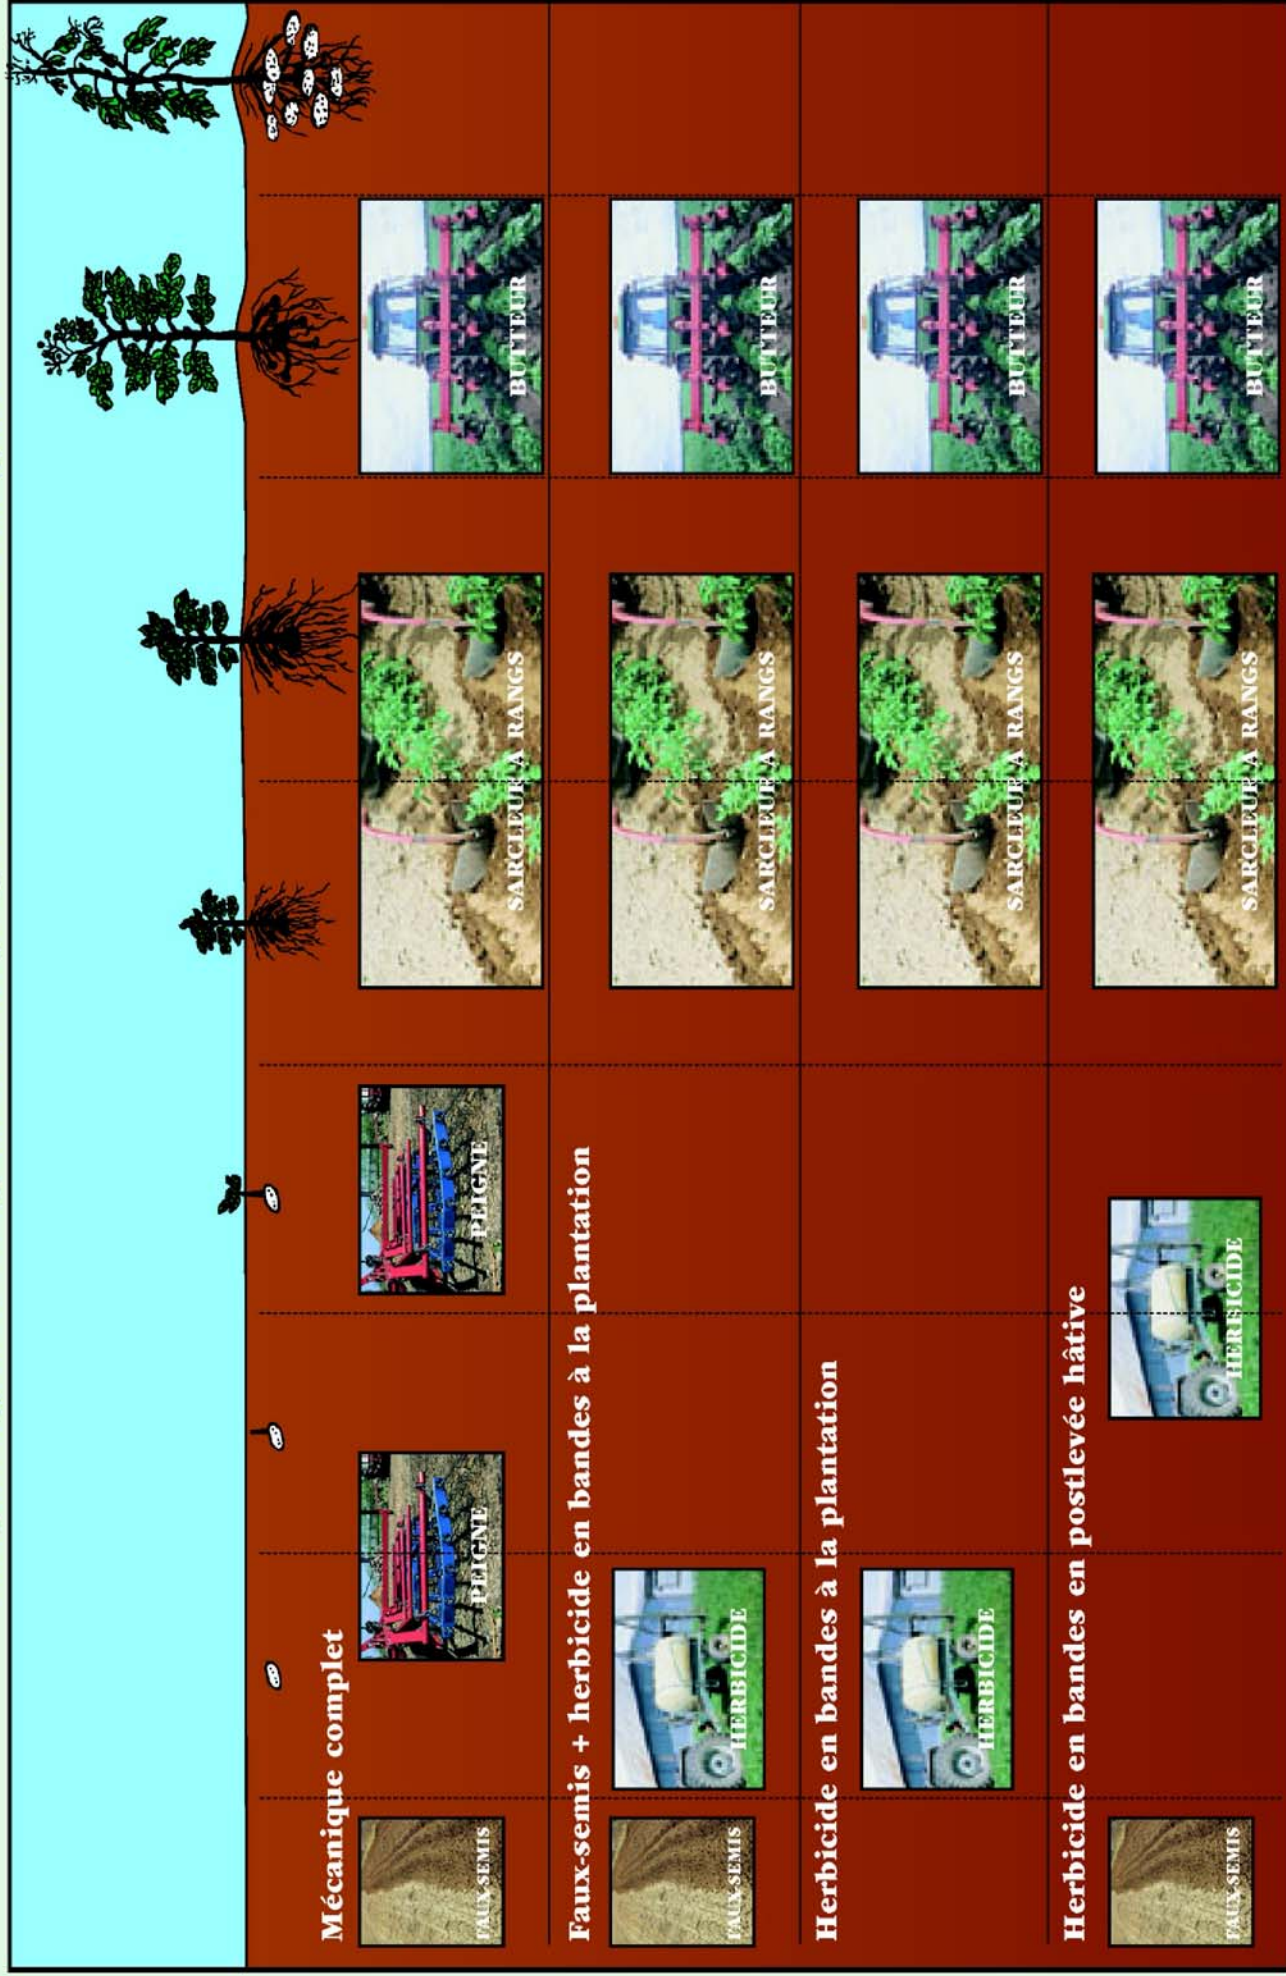 Mécanique complet
FAUX-SEMIS
PEIGNE
PEIGNE
SARCLEUR A RANGS
BUTTEUR
Faux-semis + herbicide en bandes à la plantation
FAUX-SEMIS
HERBICIDE
SARCLEUR A RANGS
BUTTEUR
Herbicide en bandes à la plantation
HERBICIDE
SARCLEUR A RANGS
BUTTEUR
Herbicide en bandes en postlevée hâtive
FAUX-SEMIS
HERBICIDE
SARCLEUR A RANGS
BUTTEUR